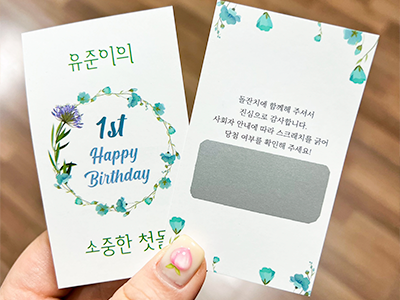 유준이의
1st
Happy
Birthday
소중한 첫돌
돌잔치에 함께해 주셔서
진심으로 감사합니다.
사회자 안내에 따라 스크래치를 긁어
당첨 여부를 확인해 주세요!